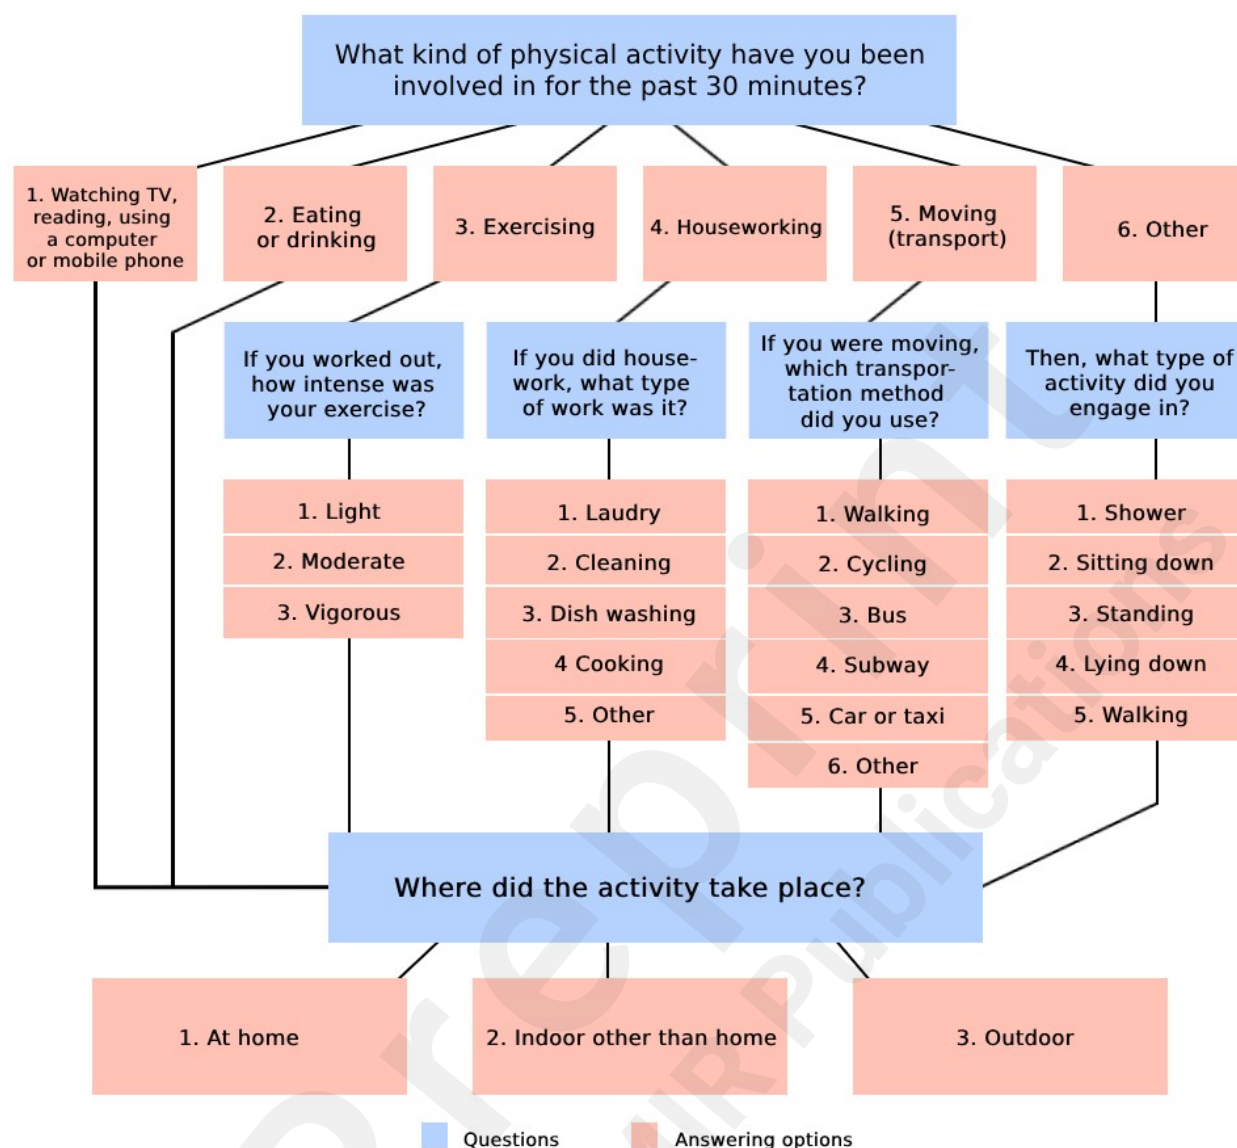 What kind of physical activity have you been
involved in for the past 30 minutes?
1. Watching TV,
reading, using
a computer
or mobile phone
2. Eating
or drinking
3. Exercising
4. Houseworking
5. Moving
(transport)
6. Other
If you worked out,
how intense was
your exercise?
If you did house-
work, what type
of work was it?
If you were moving,
which transpor-
tation method
did you use?
Then, what type of
activity did you
engage in?
1. Light
2. Moderate
3. Vigorous
1. Laudry
2. Cleaning
3. Dish washing
4 Cooking
5. Other
1. Walking
2. Cycling
3. Bus
4. Subway
5. Car or taxi
6. Other
1. Shower
2. Sitting down
3. Standing
4. Lying down
5. Walking
Where did the activity take place?
1. At home
2. Indoor other than home
3. Outdoor
Questions
Answering options
Preprint
JMIR Publications